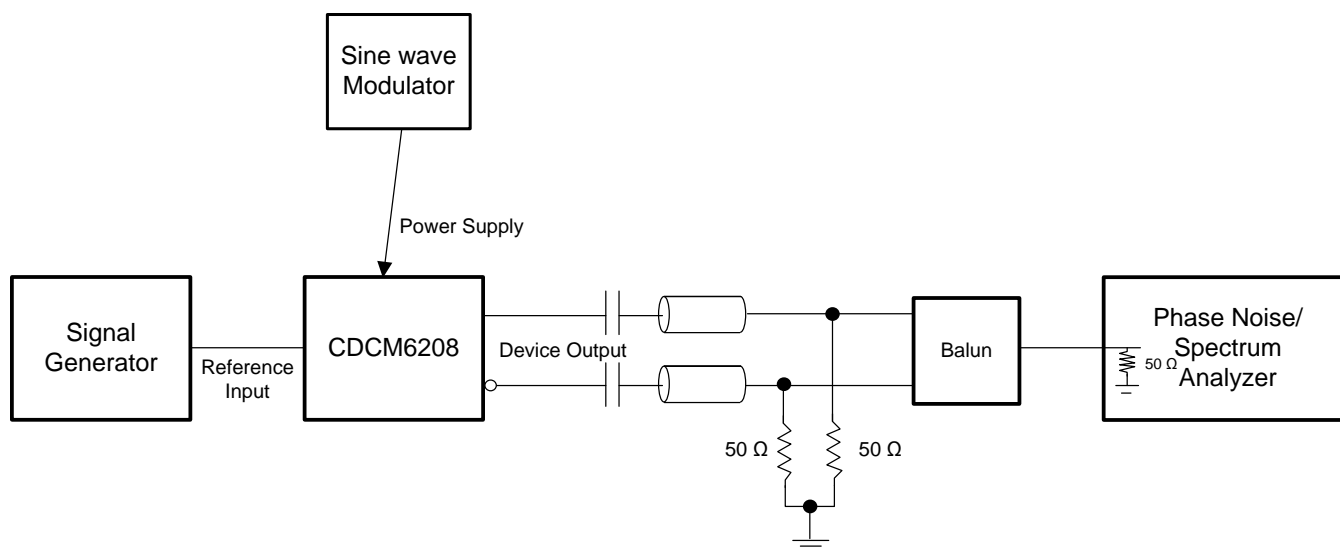 Sine wave
Modulator
Power Supply
Signal
Generator
Reference
Input
CDCM6208
Device Output
Balun
Phase Noise/
Spectrum
Analyzer
50 Ω
50 Ω
50 Ω